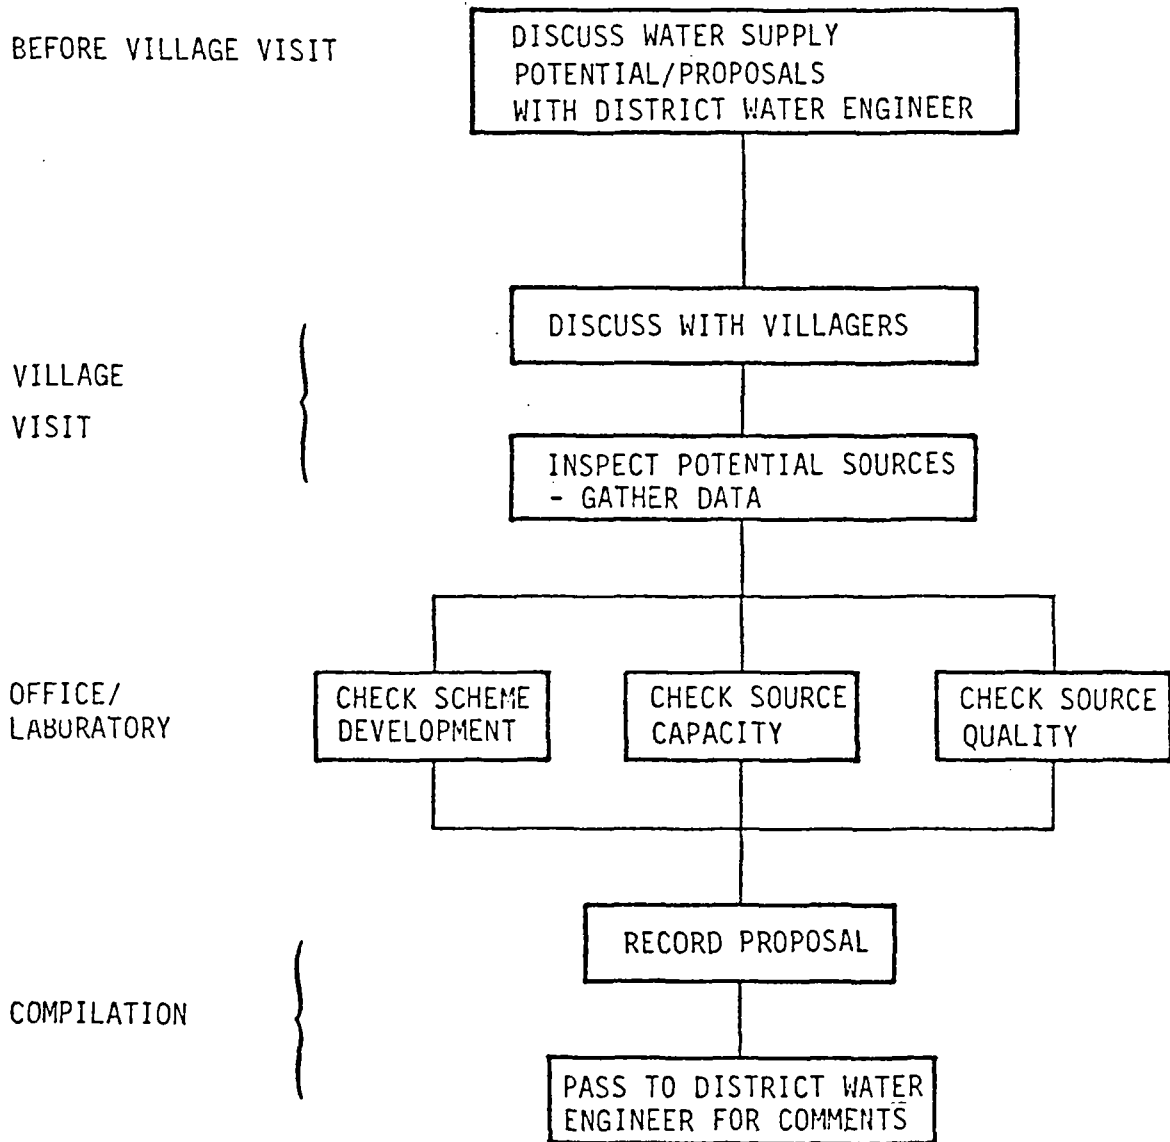 BEFORE VILLAGE VISIT
DISCUSS WATER SUPPLY
POTENTIAL/PROPOSALS
WITH DISTRICT WATER ENGINEER
DISCUSS WITH VILLAGERS
VILLAGE
VISIT
INSPECT POTENTIAL SOURCES
- GATHER DATA
OFFICE/
LABORATORY
CHECK SCHEME
DEVELOPMENT
CHECK SOURCE
CAPACITY
CHECK SOURCE
QUALITY
RECORD PROPOSAL
COMPILATION
PASS TO DISTRICT WATER
ENGINEER FOR COMMENTS